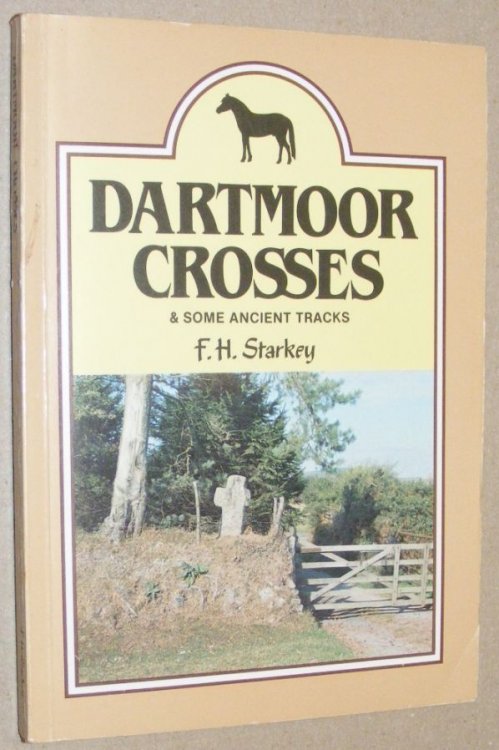 DARTMOOR
CROSSES
& SOME ANCIENT TRACKS
F.H. Starkey